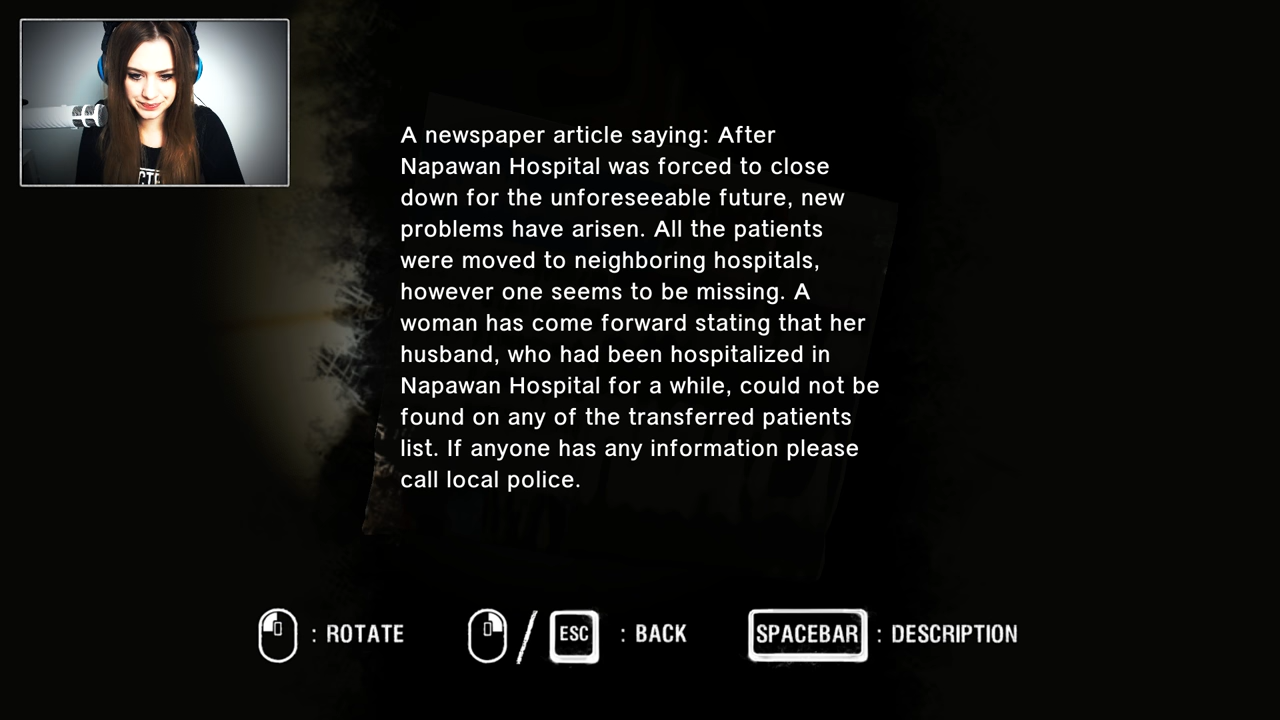 A newspaper article saying: After
Napawan Hospital was forced to close
down for the unforeseeable future, new
problems have arisen. All the patients
were moved to neighboring hospitals,
however one seems to be missing. A
woman has come forward stating that her
husband, who had been hospitalized in
Napawan Hospital for a while, could not be
found on any of the transferred patients
list. If anyone has any information please
call local police.
: ROTATE / ESC : BACK SPACEBAR : DESCRIPTION